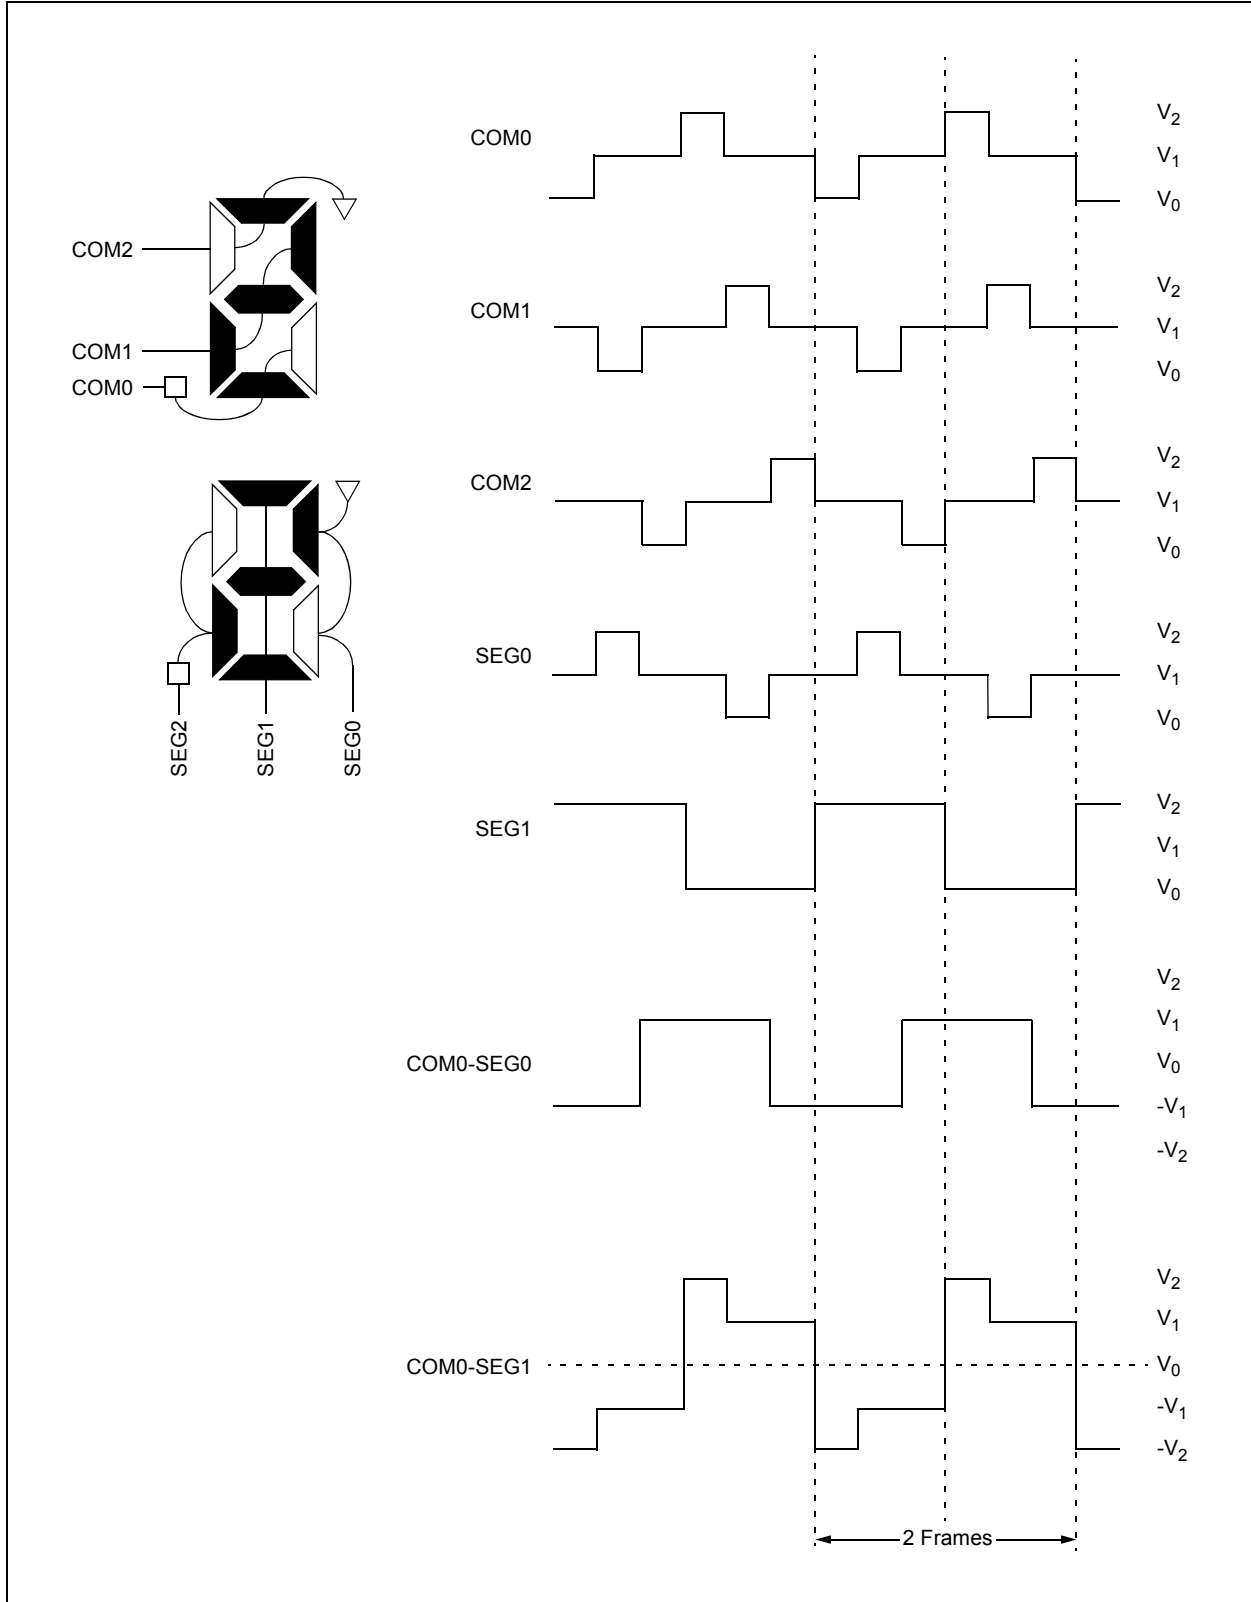 COM0
V2
V1
V0
COM2
COM1
COM0
COM1
V2
V1
V0
COM2
V2
V1
V0
SEG0
V2
V1
V0
SEG2
SEG1
SEG0
SEG1
V2
V1
V0
COM0-SEG0
V2
V1
V0
-V1
-V2
COM0-SEG1
V2
V1
V0
-V1
-V2
2 Frames